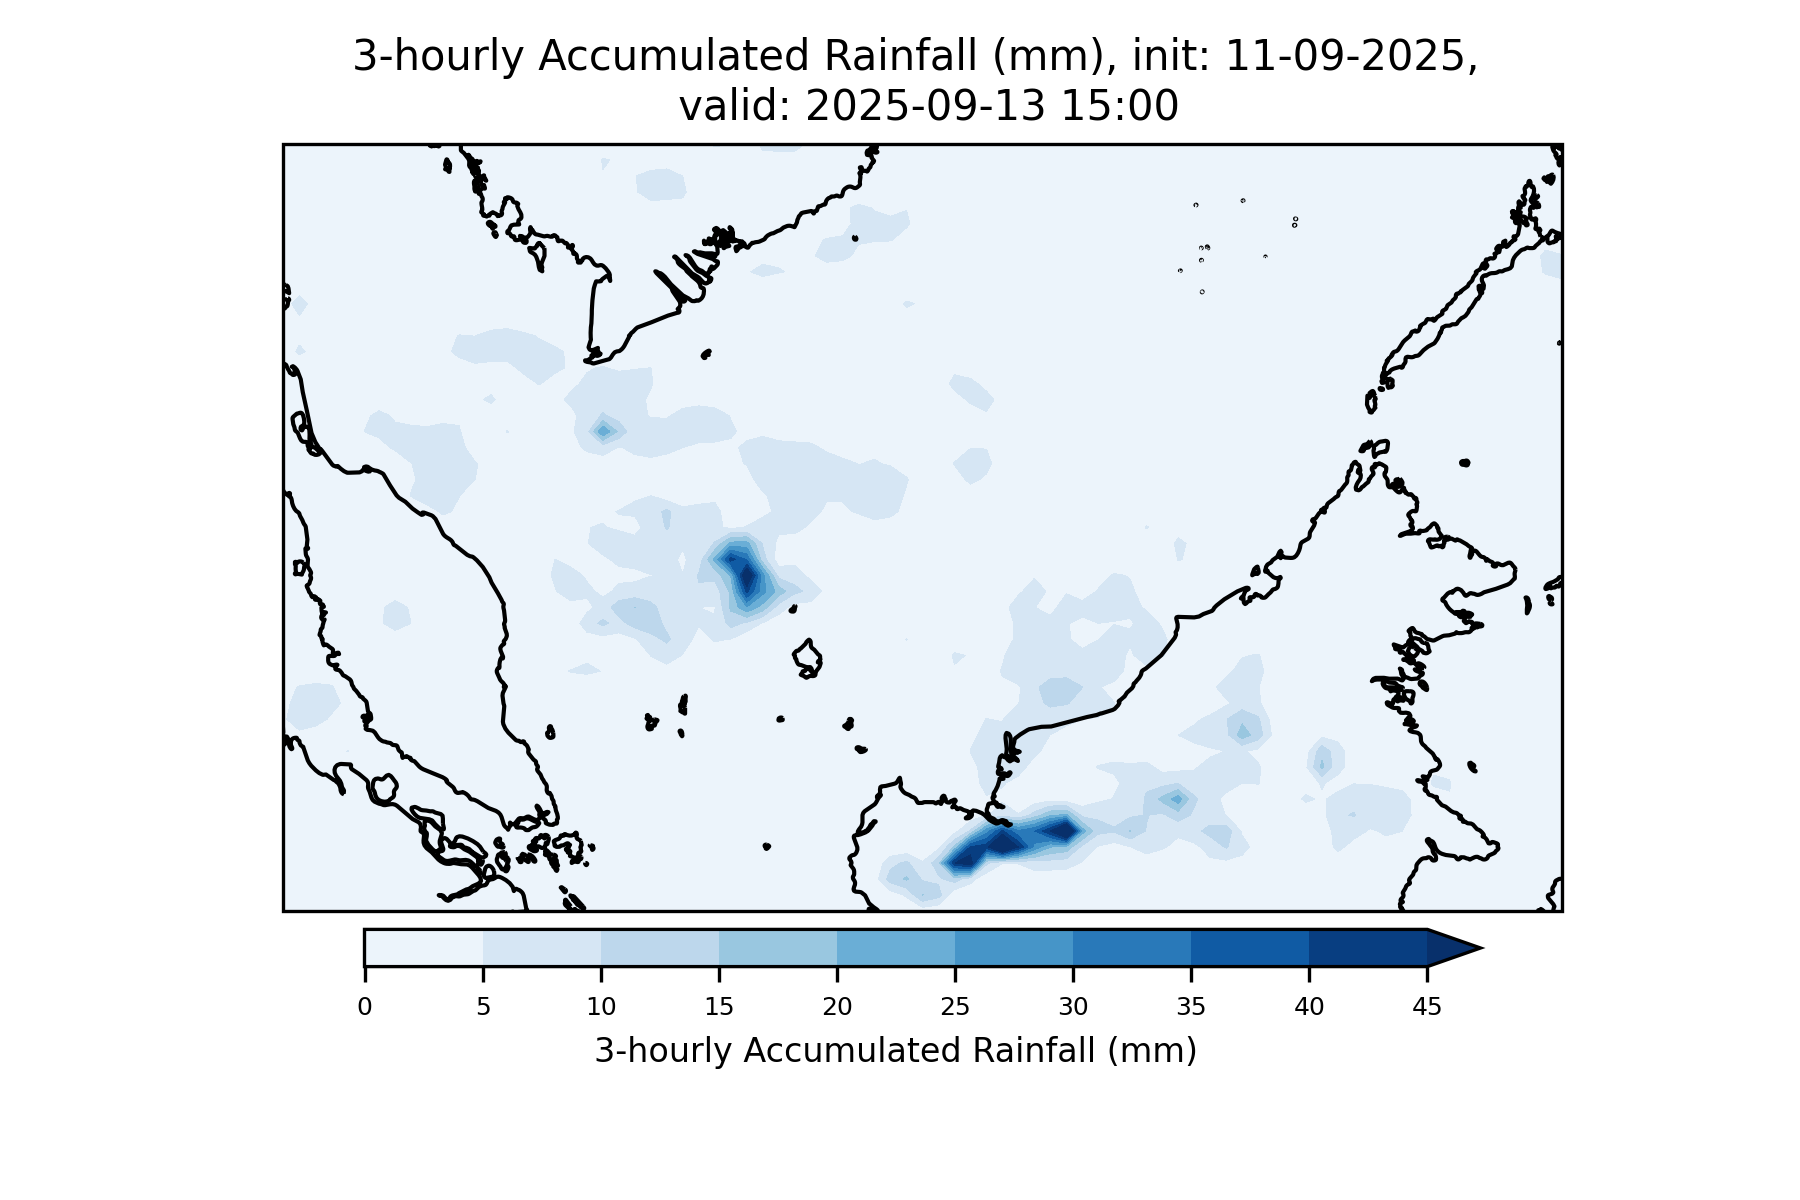 3-hourly Accumulated Rainfall (mm), init: 11-09-2025,
valid: 2025-09-13 15:00
0 5 10 15 20 25 30 35 40 45
3-hourly Accumulated Rainfall (mm)